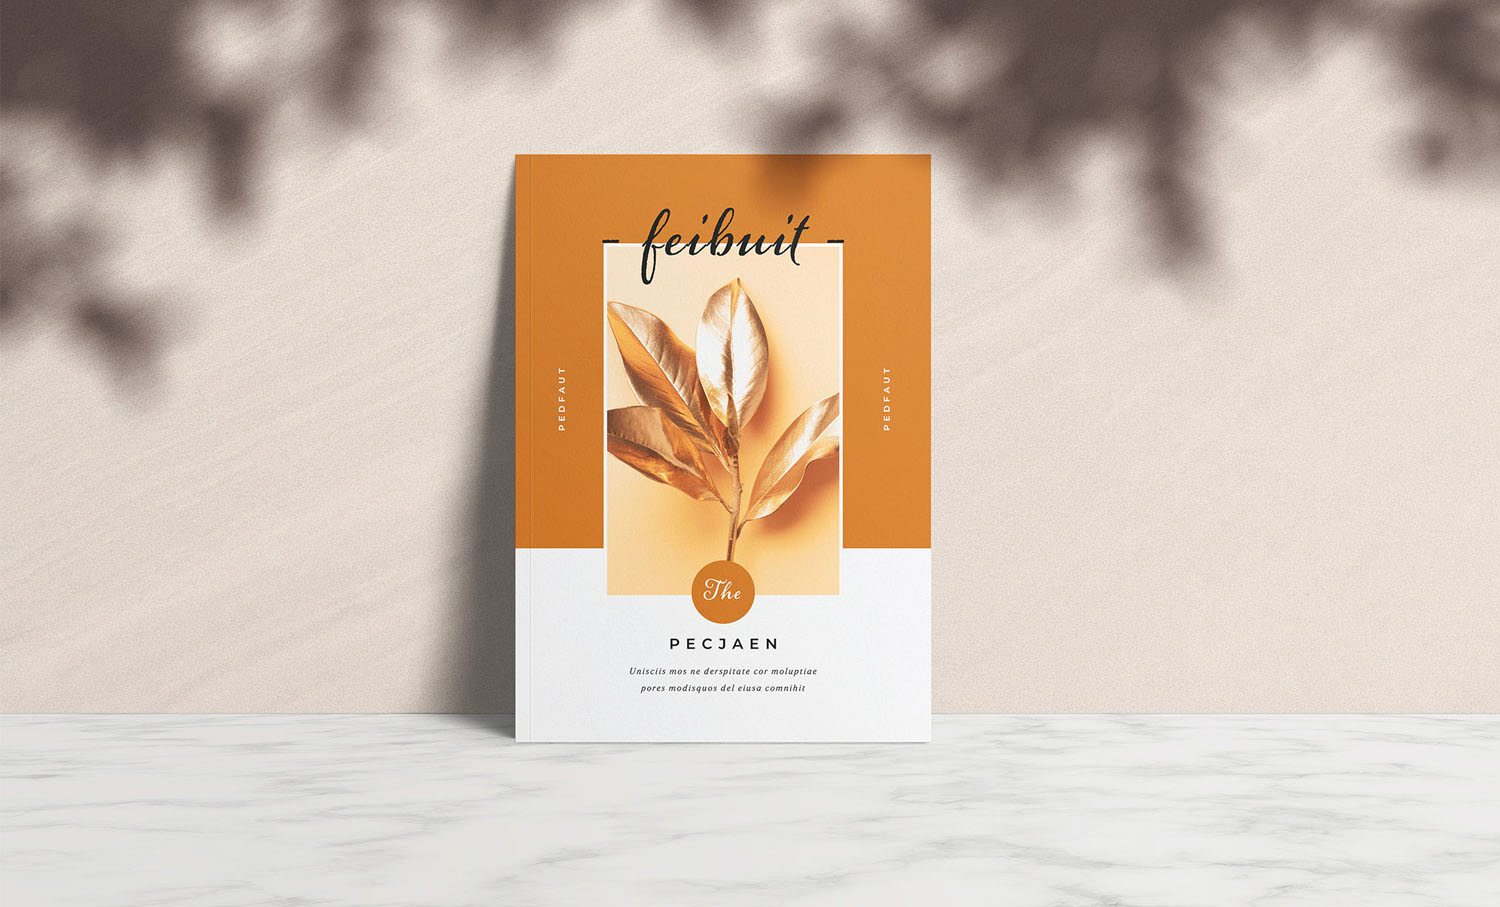 feibuit
PEDFAUT
PEDFAUT
The
PECJAEN
Unisciis mos ne derspitate cor moluptiae
pores modisquos del eiusa comnihit